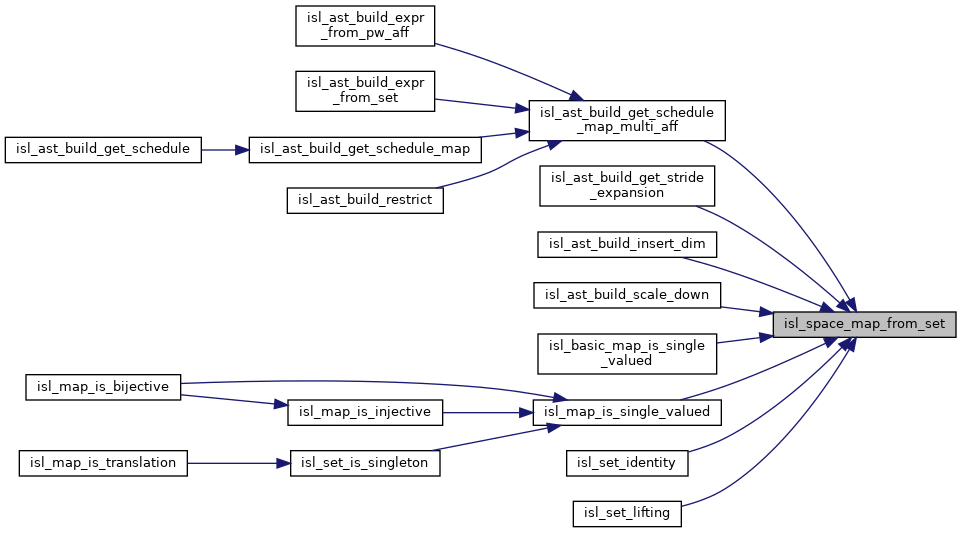 isl_ast_build_expr
_from_pw_aff
isl_ast_build_expr
_from_set
isl_ast_build_get_schedule
_map_multi_aff
isl_ast_build_get_schedule
isl_ast_build_get_schedule_map
isl_ast_build_get_stride
_expansion
isl_ast_build_restrict
isl_ast_build_insert_dim
isl_ast_build_scale_down
isl_space_map_from_set
isl_basic_map_is_single
_valued
isl_map_is_bijective
isl_map_is_injective
isl_map_is_single_valued
isl_map_is_translation
isl_set_is_singleton
isl_set_identity
isl_set_lifting